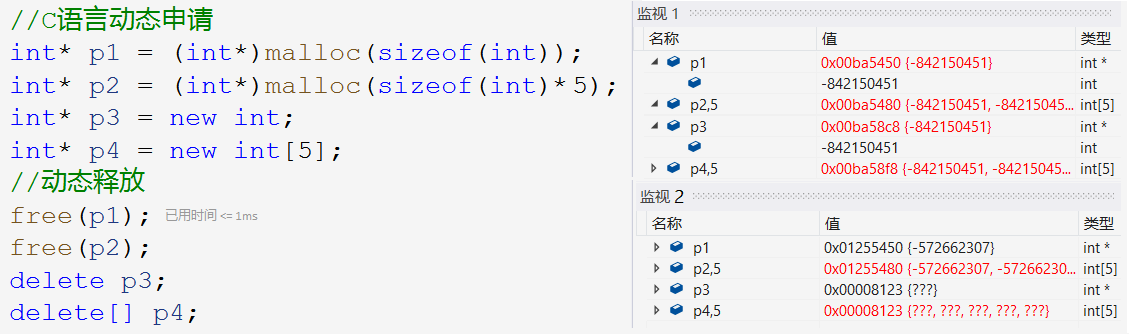 //C语言动态申请
int* p1 = (int*)malloc(sizeof(int));
int* p2 = (int*)malloc(sizeof(int)*5);
int* p3 = new int;
int* p4 = new int[5];
//动态释放
free(p1); 已用时间 <= 1ms
free(p2);
delete p3;
delete[] p4;
监视 1
名称 值 类型
p1 0x00ba5450 {-842150451} int *
-842150451 int
p2,5 0x00ba5480 {-842150451, -84215045... int[5]
p3 0x00ba58c8 {-842150451} int *
-842150451 int
p4,5 0x00ba58f8 {-842150451, -84215045... int[5]
监视 2
名称 值 类型
p1 0x01255450 {-572662307} int *
p2,5 0x01255480 {-572662307, -57266230... int[5]
p3 0x00008123 {???} int *
p4,5 0x00008123 {???, ???, ???, ???, ???} int[5]